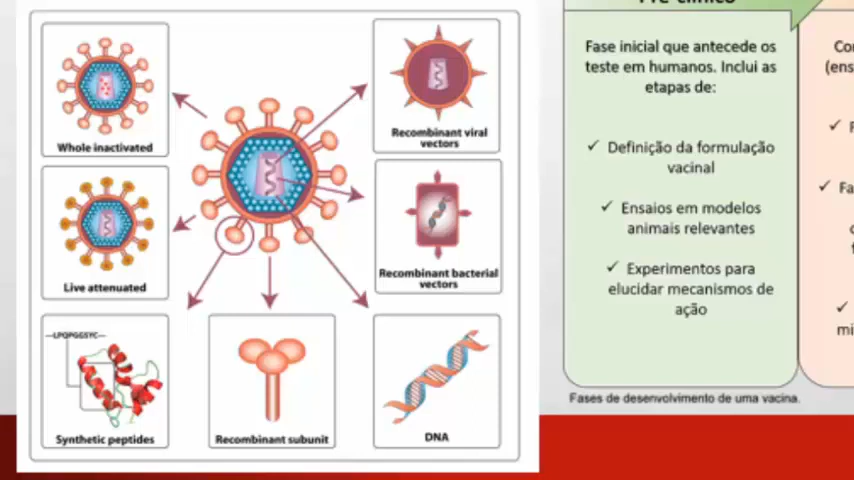 Whole inactivated
Recombinant viral
vectors
Live attenuated
Recombinant bacterial
vectors
Synthetic peptides
Recombinant subunit
DNA
Fase inicial que antecede os
teste em humanos. Inclui as
etapas de:
✓ Definição da formulação
vacinal
✓ Ensaios em modelos
animais relevantes
✓ Experimentos para
elucidar mecanismos de
ação
Fases de desenvolvimento de uma vacina.